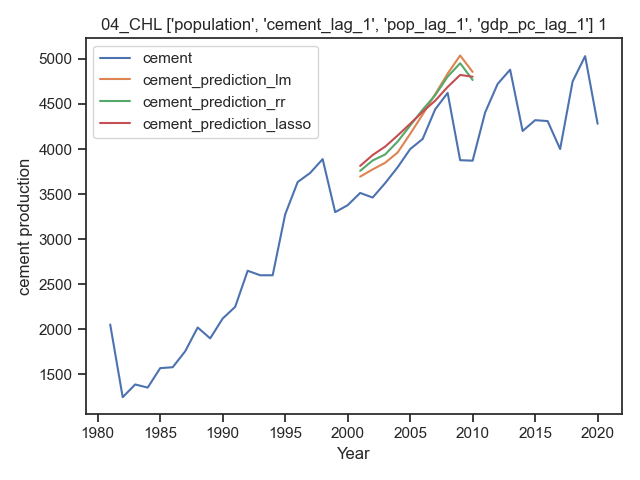 04_CHL ['population', 'cement_lag_1', 'pop_lag_1', 'gdp_pc_lag_1'] 1
cement
cement_prediction_lm
cement_prediction_rr
cement_prediction_lasso
cement production
5000
4500
4000
3500
3000
2500
2000
1500
1980 1985 1990 1995 2000 2005 2010 2015 2020
Year